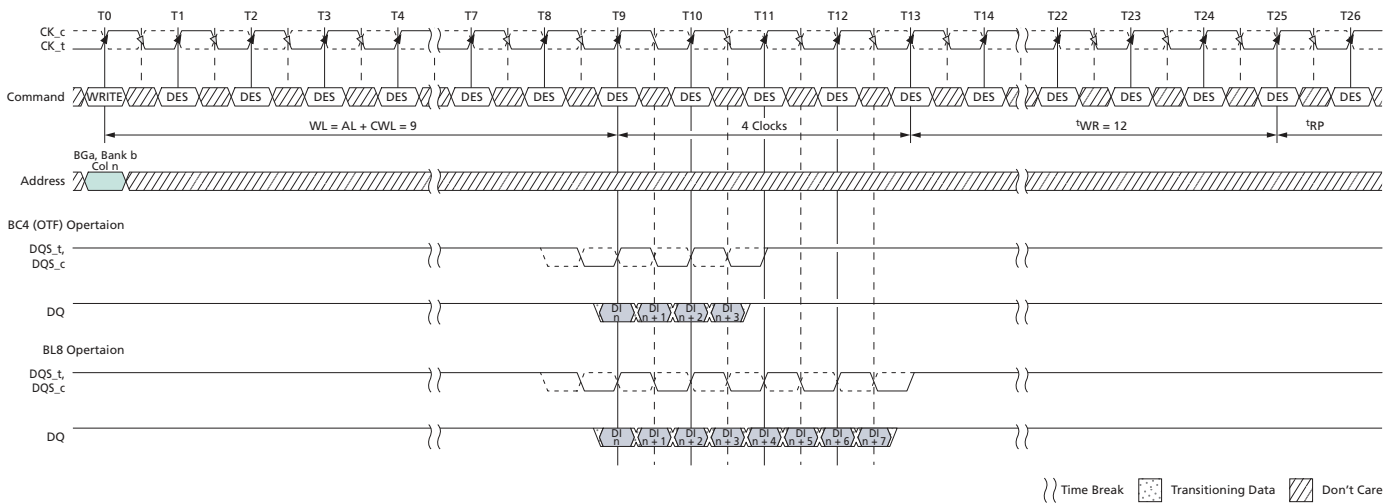 T0 T1 T2 T3 T4 T7 T8 T9 T10 T11 T12 T13 T14 T22 T23 T24 T25 T26
CK_c
CK_t
Command WRITE DES DES DES DES DES DES DES DES DES DES DES DES DES DES DES DES DES
WL = AL + CWL = 9 4 Clocks tWR = 12 tRP
BGa, Bank b
Col n
Address
BC4 (OTF) Opertaion
DQS_t,
DQS_c
DQ DI n DI n + 1 DI n + 2 DI n + 3
BL8 Opertaion
DQS_t,
DQS_c
DQ DI n DI n + 1 DI n + 2 DI n + 3 DI n + 4 DI n + 5 DI n + 6 DI n + 7
Time Break Transitioning Data Don't Care